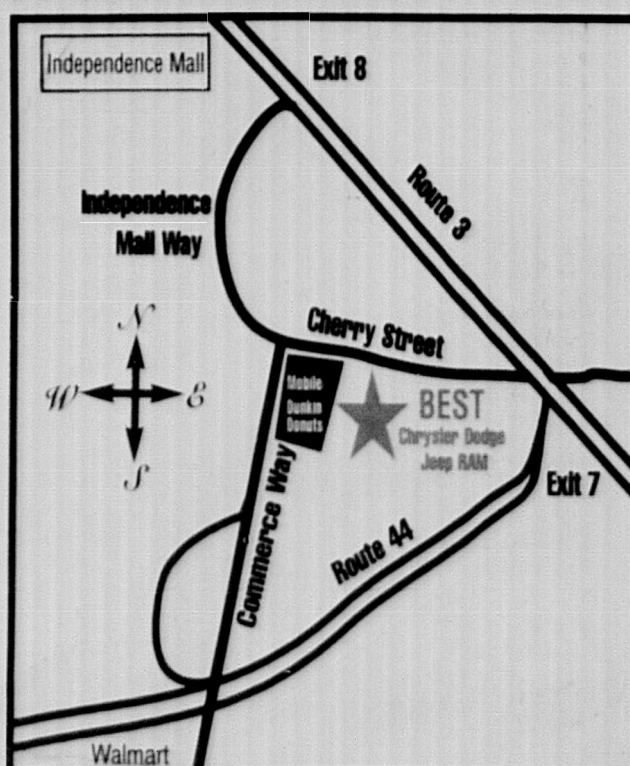 Independence Mall
Exit 8
Route 3
Independence
Mall Way
Cherry Street
N
W
E
S
Mobile
Dunkin
Donuts
BEST
Chrysler Dodge
Jeep RAM
Exit 7
Commerce Way
Route 44
Walmart